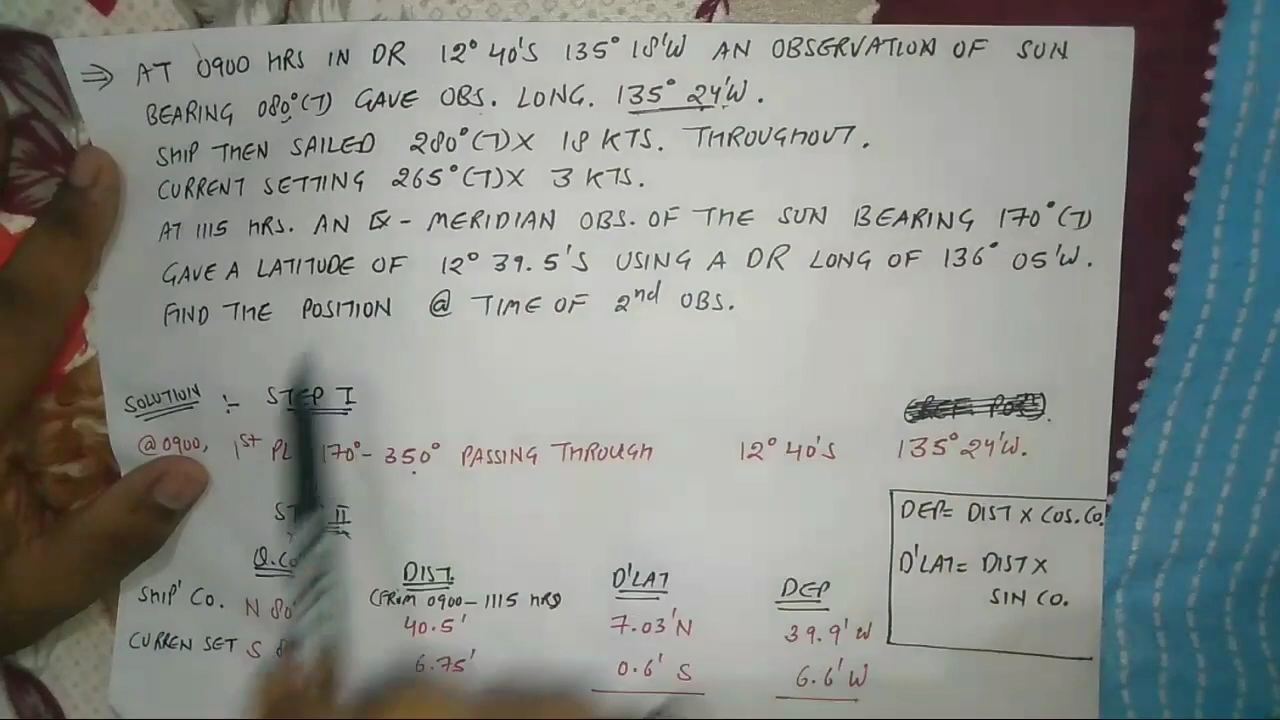 ⇒ AT 0900 HRS IN DR 12° 40'S 135° 18'W AN OBSERVATION OF SUN
BEARING 080°(T) GAVE OBS. LONG. 135° 24'W.
SHIP THEN SAILED 280°(T) X 18 KTS. THROUGHOUT.
CURRENT SETTING 265°(T) X 3 KTS.
AT 1115 HRS. AN EX-MERIDIAN OBS. OF THE SUN BEARING 170°(T)
GAVE A LATITUDE OF 12° 39.5'S USING A DR LONG OF 136° 05'W.
FIND THE POSITION @ TIME OF 2nd OBS.
SOLUTION :- STEP I
@0900, 1ST PL 170°- 350° PASSING THROUGH 12° 40'S 135° 24'W.
II
DEP = DIST X COS.CO.
D'LAT = DIST X
SIN CO.
DIST. D'LAT DEP
(FROM 0900-1115 HRS)
SHIP' CO. N 80 40.5' 7.03'N 39.9'W
CURREN SET S 6.75' 0.6' S 6.6'W